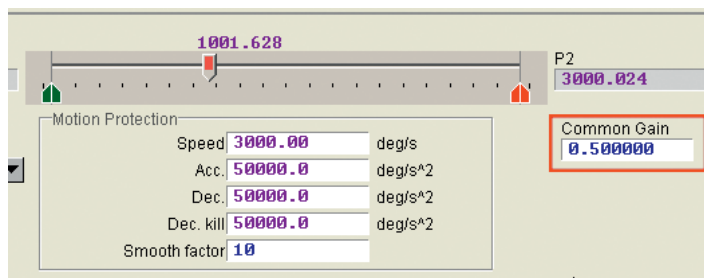 1001.628
P2
3000.024
Motion Protection
Speed 3000.00 deg/s
Acc. 50000.0 deg/s^2
Dec. 50000.0 deg/s^2
Dec. kill 50000.0 deg/s^2
Smooth factor 10
Common Gain
0.500000